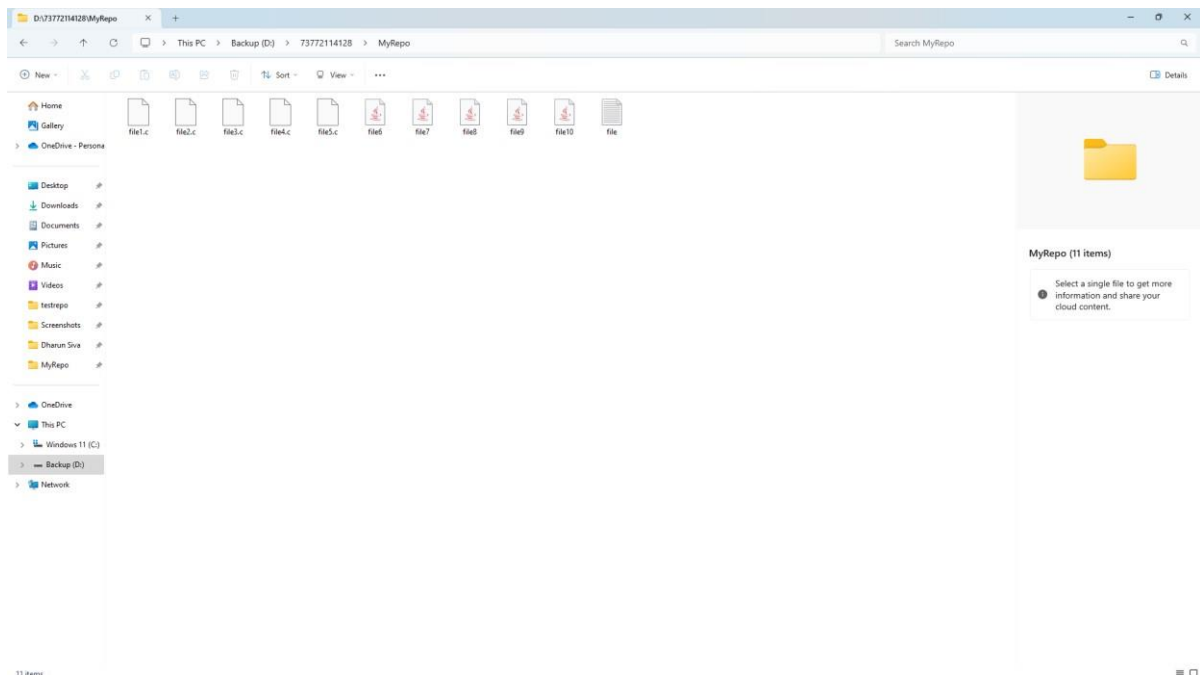 D:\73772114128\MyRepo
This PC > Backup (D:) > 73772114128 > MyRepo
Search MyRepo
New
Sort
View
Details
Home
Gallery
OneDrive - Persona
Desktop
Downloads
Documents
Pictures
Music
Videos
testrepo
Screenshots
Dharun Siva
MyRepo
OneDrive
This PC
Windows 11 (C:)
Backup (D:)
Network
file1.c
file2.c
file3.c
file4.c
file5.c
file6
file7
file8
file9
file10
file
MyRepo (11 items)
Select a single file to get more
information and share your
cloud content.
11 items